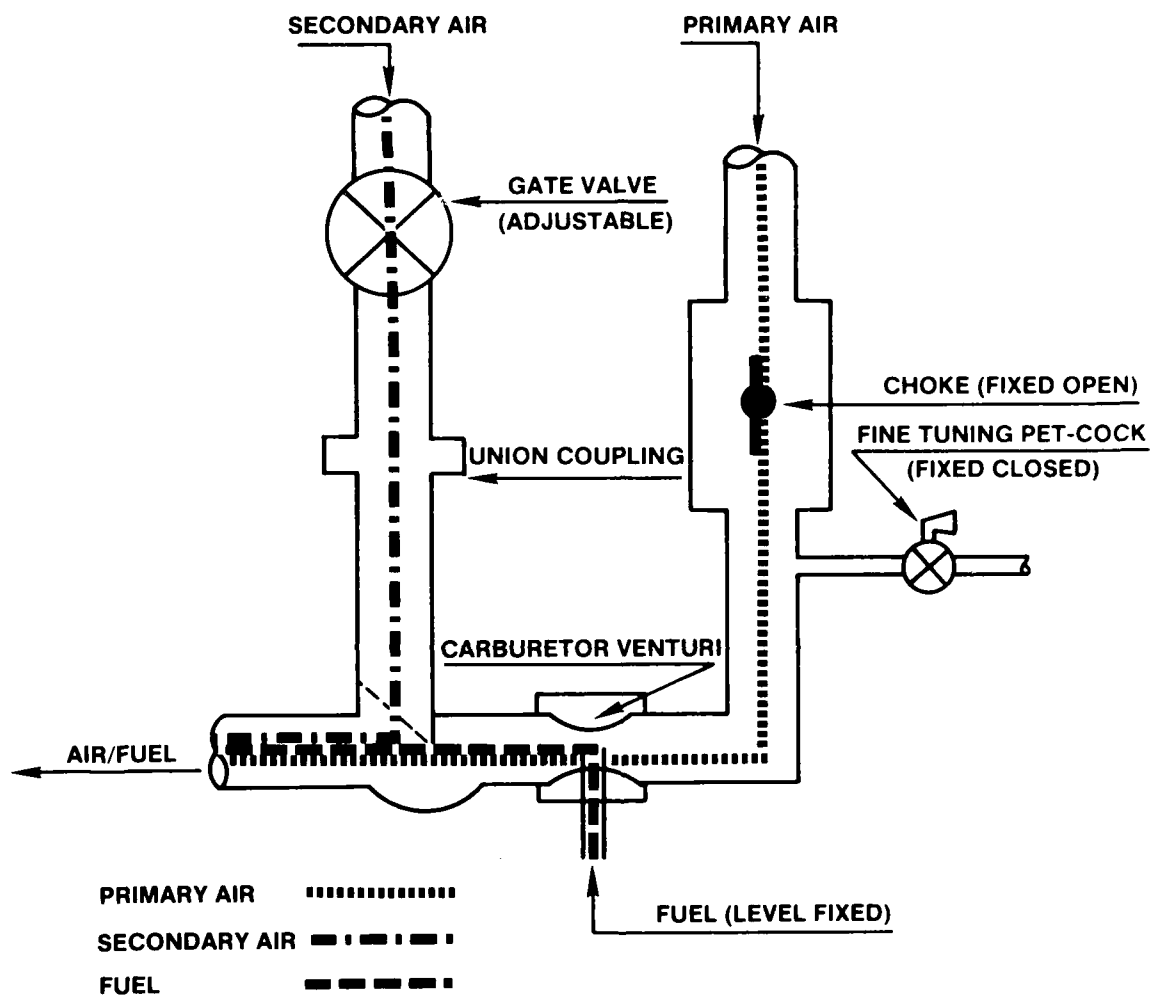 SECONDARY AIR
PRIMARY AIR
GATE VALVE
(ADJUSTABLE)
CHOKE (FIXED OPEN)
FINE TUNING PET-COCK
(FIXED CLOSED)
UNION COUPLING
CARBURETOR VENTURI
AIR/FUEL
PRIMARY AIR
SECONDARY AIR
FUEL
FUEL (LEVEL FIXED)